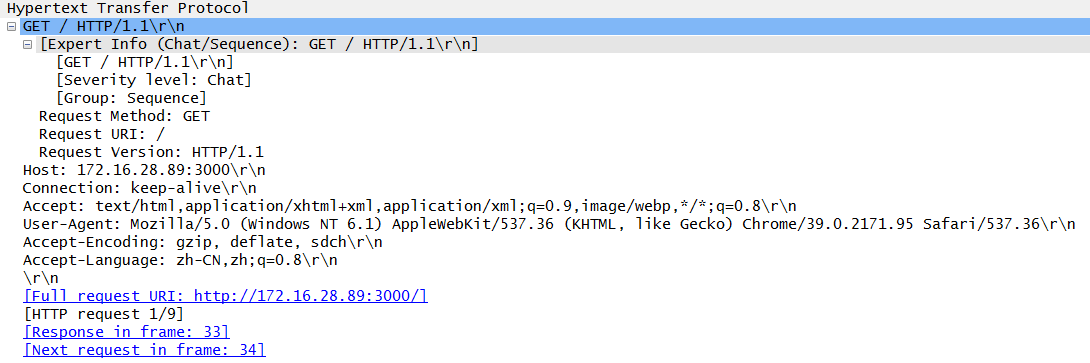 Hypertext Transfer Protocol
GET / HTTP/1.1\r\n
[Expert Info (Chat/Sequence): GET / HTTP/1.1\r\n]
[GET / HTTP/1.1\r\n]
[Severity level: Chat]
[Group: Sequence]
Request Method: GET
Request URI: /
Request Version: HTTP/1.1
Host: 172.16.28.89:3000\r\n
Connection: keep-alive\r\n
Accept: text/html,application/xhtml+xml,application/xml;q=0.9,image/webp,*/*;q=0.8\r\n
User-Agent: Mozilla/5.0 (Windows NT 6.1) AppleWebKit/537.36 (KHTML, like Gecko) Chrome/39.0.2171.95 Safari/537.36\r\n
Accept-Encoding: gzip, deflate, sdch\r\n
Accept-Language: zh-CN,zh;q=0.8\r\n
\r\n
[Full request URI: http://172.16.28.89:3000/]
[HTTP request 1/9]
[Response in frame: 33]
[Next request in frame: 34]